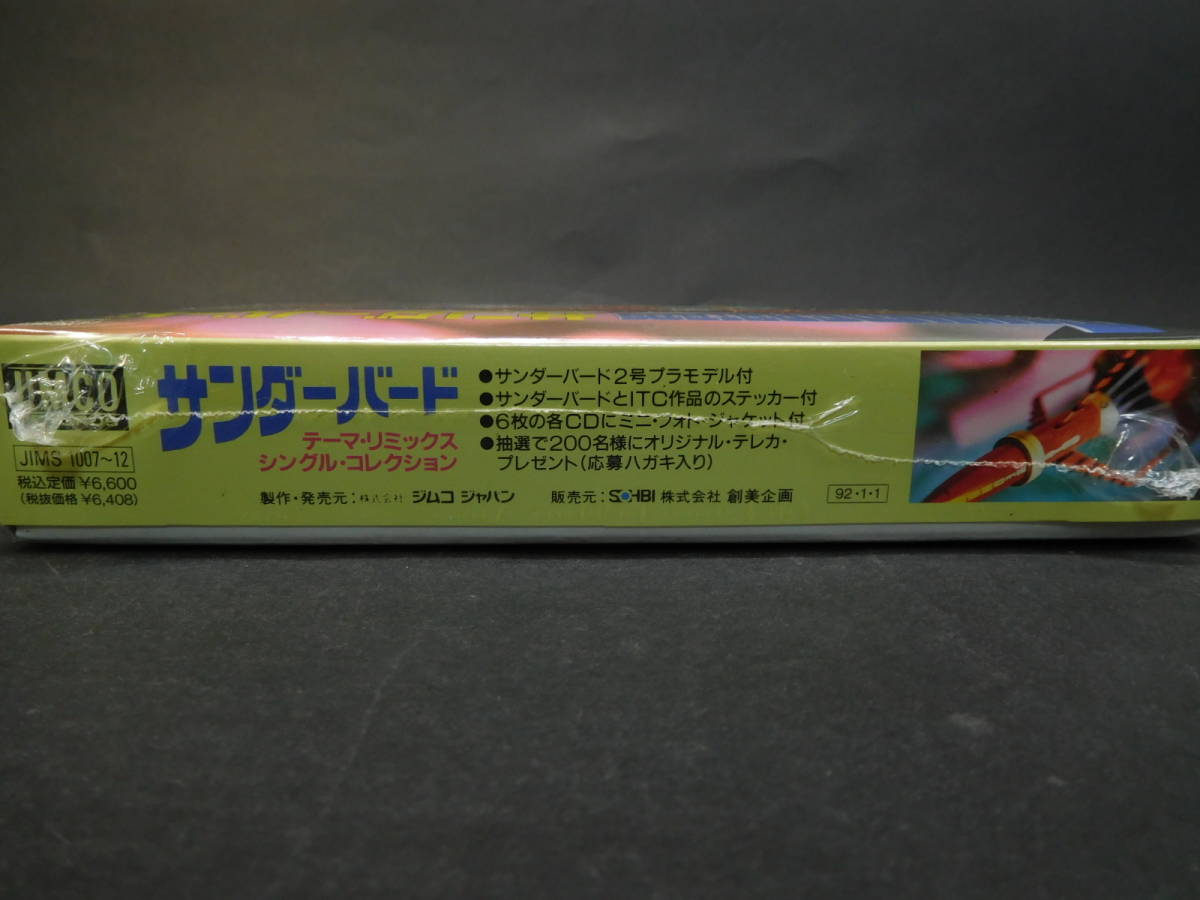 JIMCO
JIMS 1007~12
税込定価 ¥6,600
(税抜価格 ¥6,408)
サンダーバード
テーマ・リミックス
シングル・コレクション
●サンダーバード2号プラモデル付
●サンダーバードとITC作品のステッカー付
●6枚の各CDにミニ・フォト・ジャケット付
●抽選で200名様にオリジナル・テレカ・
プレゼント(応募ハガキ入り)
製作・発売元:株式会社 ジムコ ジャパン 販売元:SOHBI 株式会社 創美企画 92・1・1